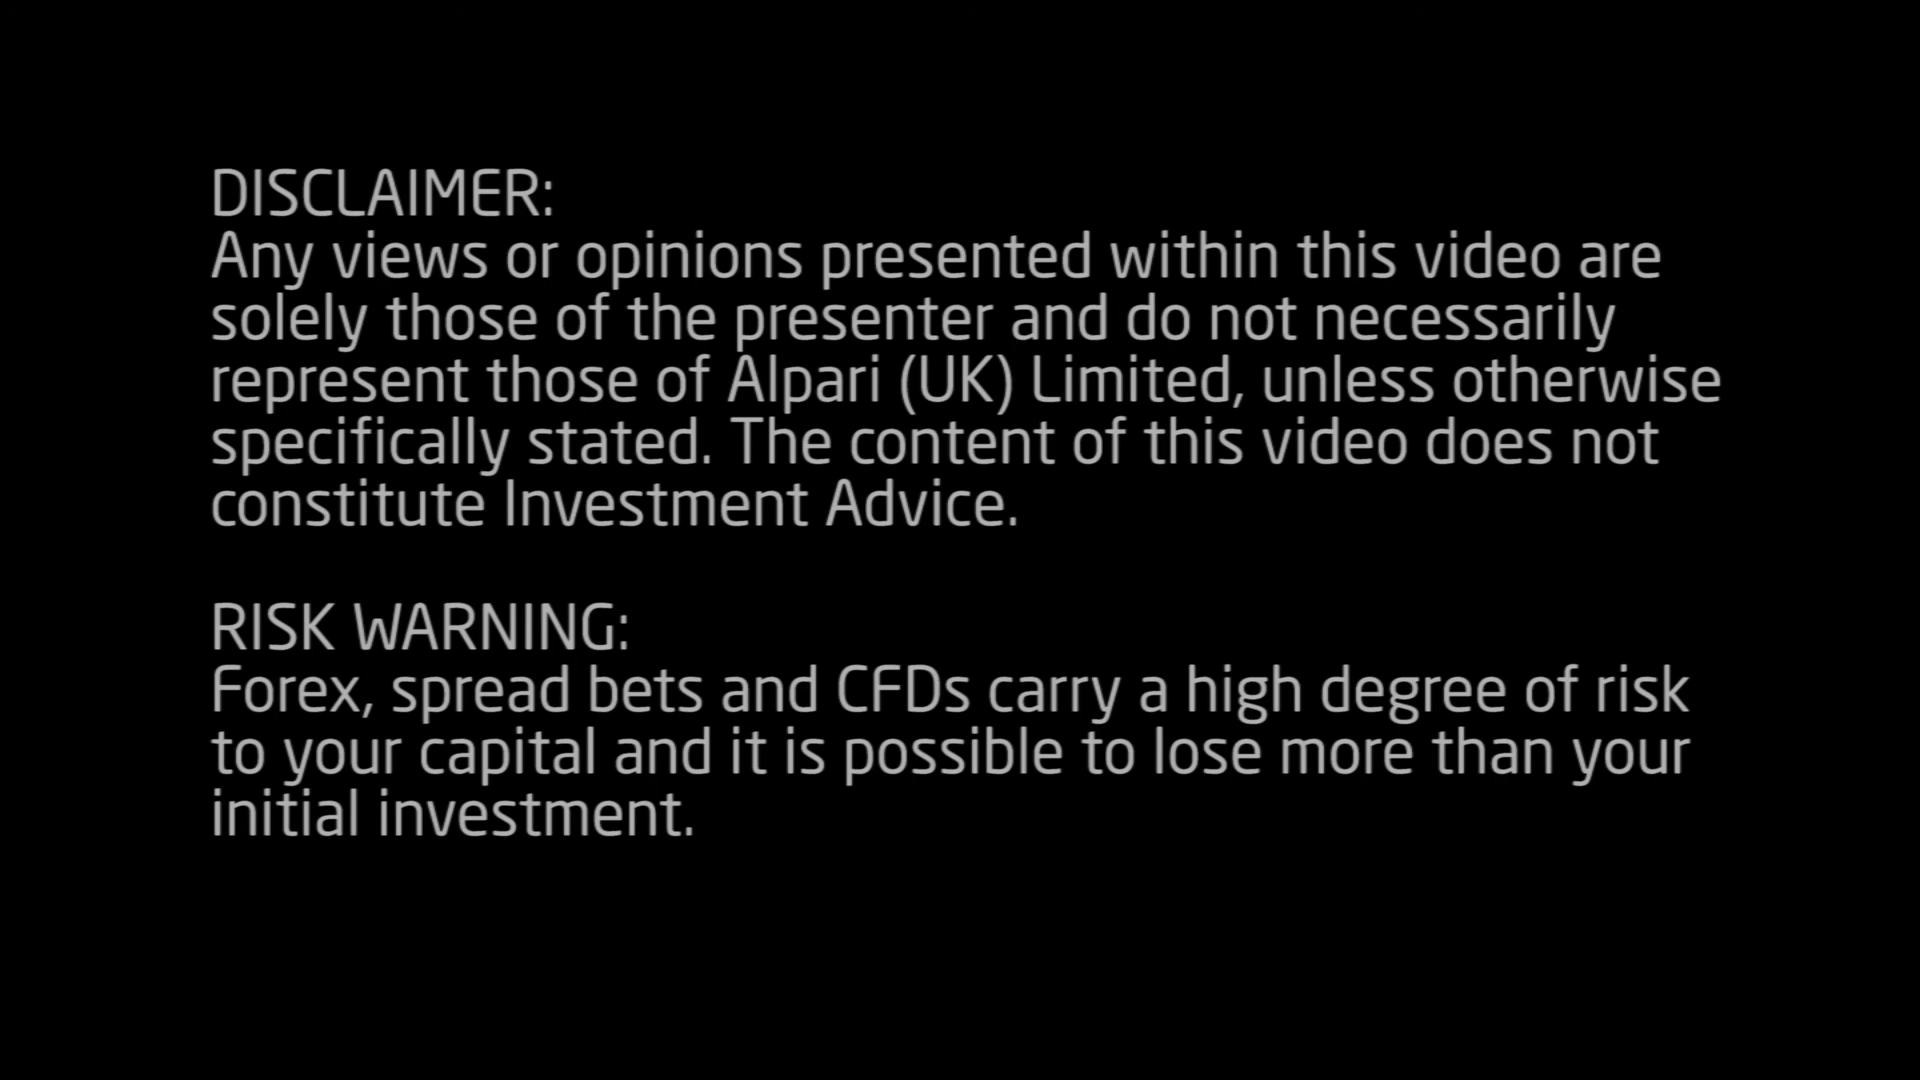 DISCLAIMER:
Any views or opinions presented within this video are
solely those of the presenter and do not necessarily
represent those of Alpari (UK) Limited, unless otherwise
specifically stated. The content of this video does not
constitute Investment Advice.
RISK WARNING:
Forex, spread bets and CFDs carry a high degree of risk
to your capital and it is possible to lose more than your
initial investment.